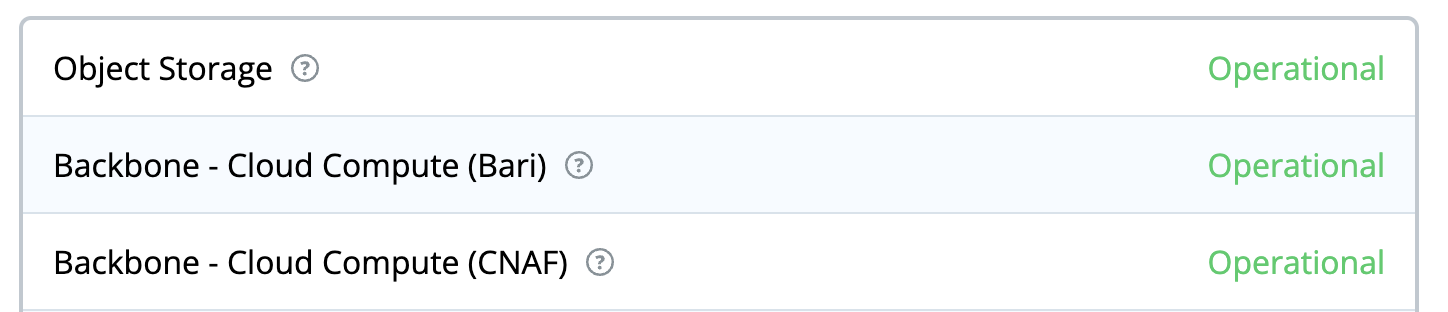 Object Storage ? Operational
Backbone - Cloud Compute (Bari) ? Operational
Backbone - Cloud Compute (CNAF) ? Operational